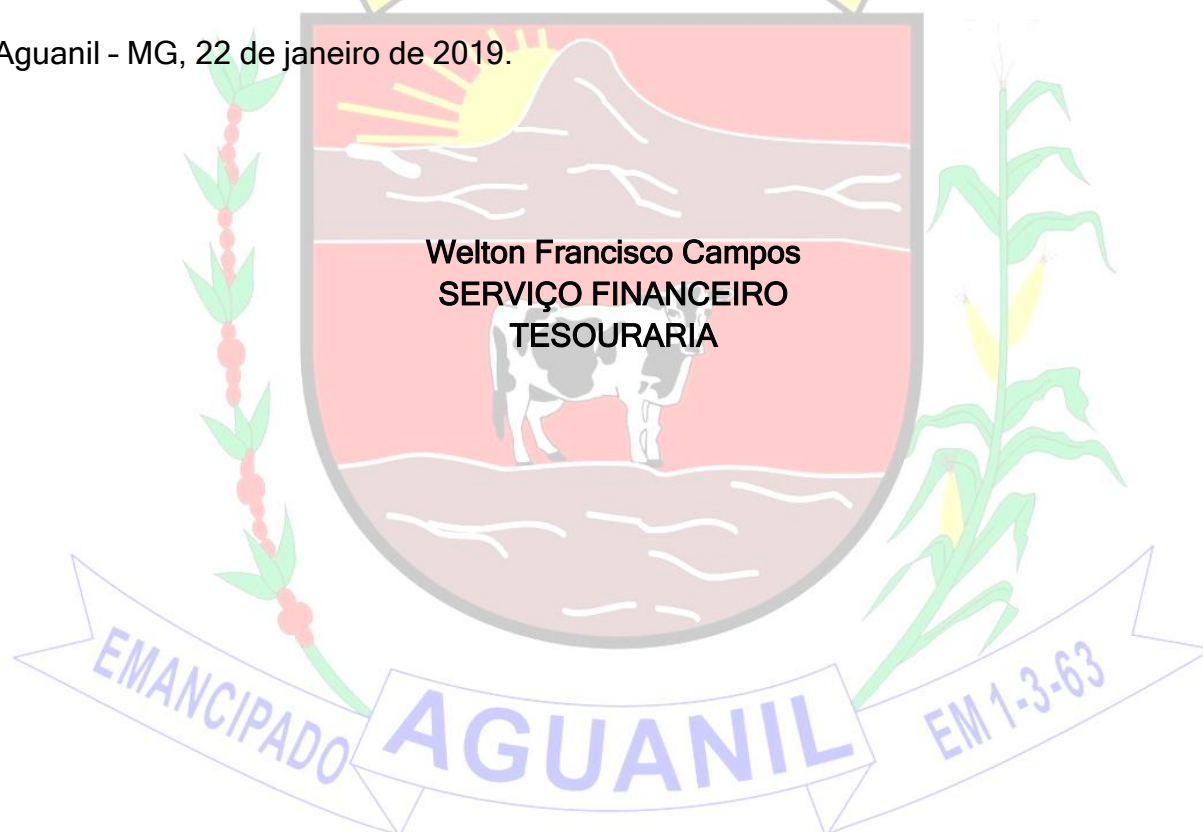 Aguanil - MG, 22 de janeiro de 2019.
Welton Francisco Campos
SERVIÇO FINANCEIRO
TESOURARIA
EMANCIPADO
AGUANIL
EM 1-3-63